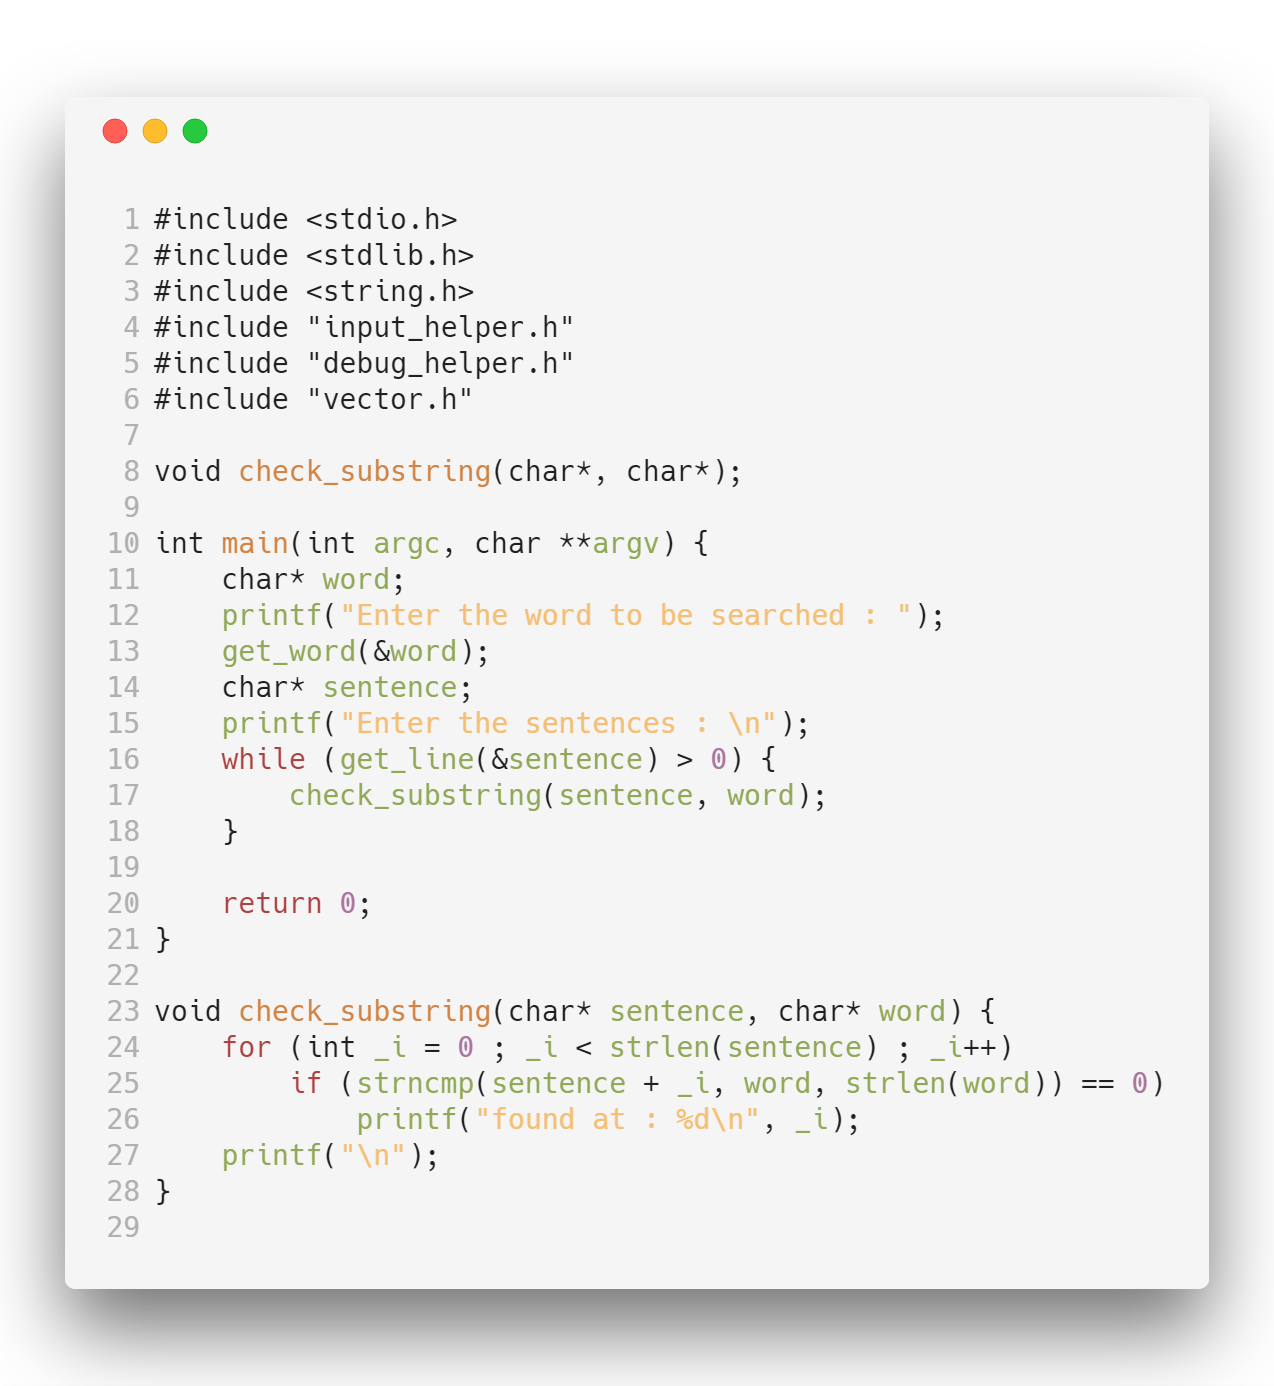 1 #include <stdio.h>
2 #include <stdlib.h>
3 #include <string.h>
4 #include "input_helper.h"
5 #include "debug_helper.h"
6 #include "vector.h"
7
8 void check_substring(char*, char*);
9
10 int main(int argc, char **argv) {
11     char* word;
12     printf("Enter the word to be searched : ");
13     get_word(&word);
14     char* sentence;
15     printf("Enter the sentences : \n");
16     while (get_line(&sentence) > 0) {
17         check_substring(sentence, word);
18     }
19
20     return 0;
21 }
22
23 void check_substring(char* sentence, char* word) {
24     for (int _i = 0 ; _i < strlen(sentence) ; _i++)
25         if (strncmp(sentence + _i, word, strlen(word)) == 0)
26             printf("found at : %d\n", _i);
27     printf("\n");
28 }
29